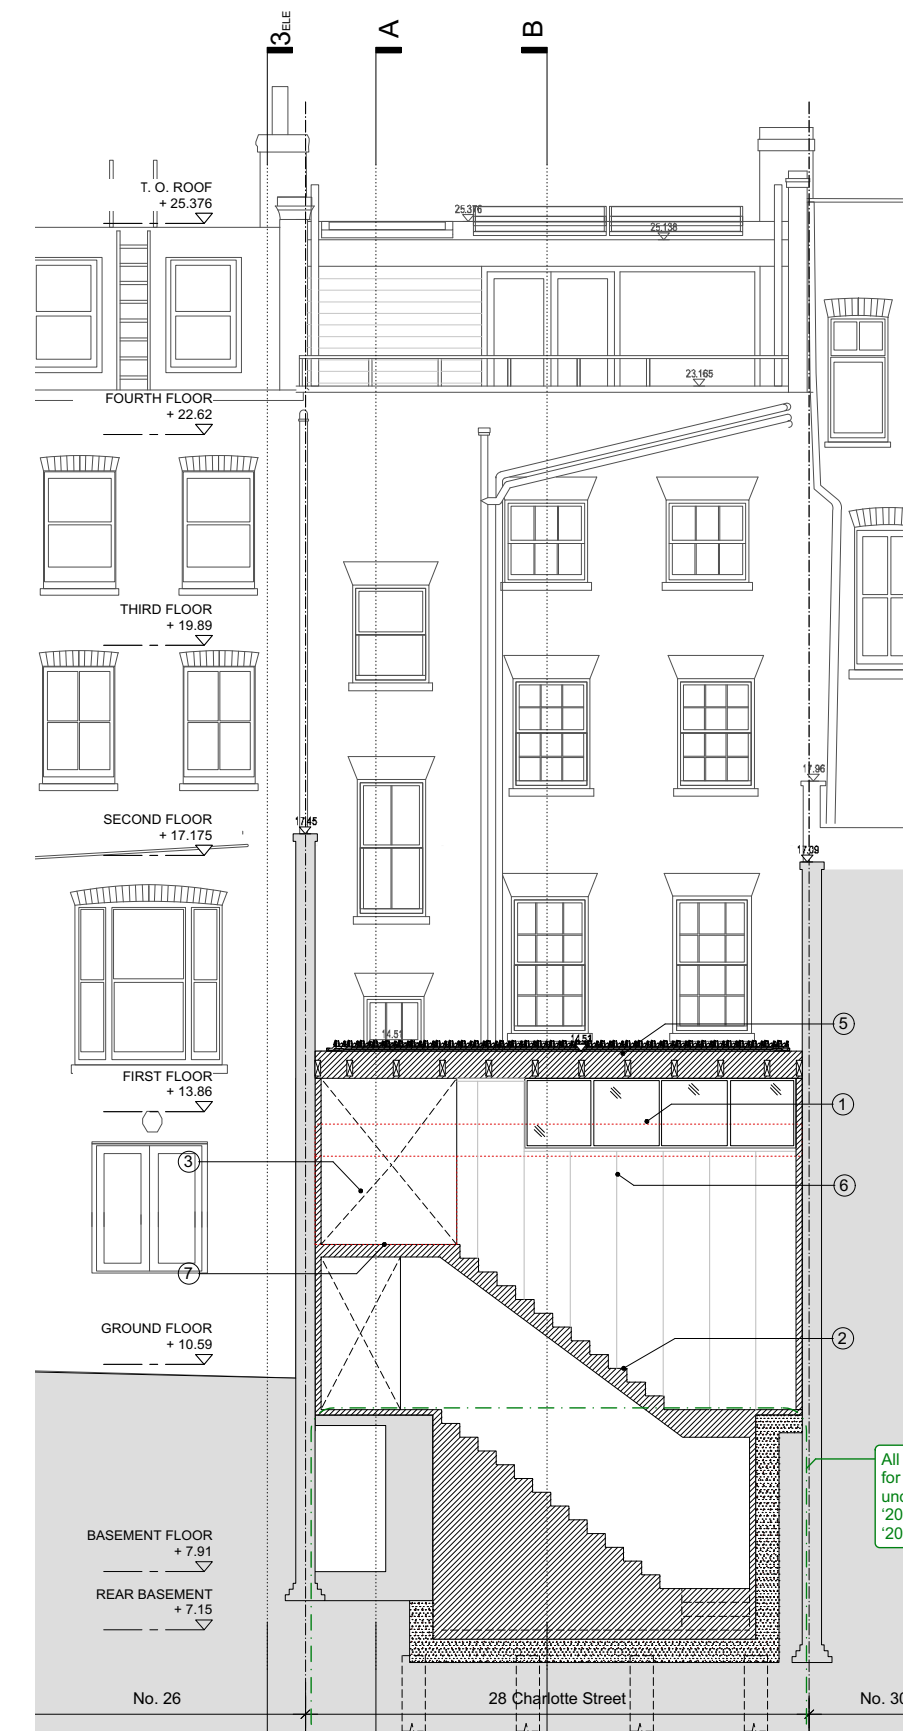 3ELE
A
B
T. O. ROOF
+ 25.376
25.376
25.138
23.165
FOURTH FLOOR
+ 22.62
THIRD FLOOR
+ 19.89
17.96
SECOND FLOOR
+ 17.175
17.45
17.09
14.51
14.51
5
FIRST FLOOR
+ 13.86
1
3
6
7
GROUND FLOOR
+ 10.59
2
All
for
und
‘20
‘20
BASEMENT FLOOR
+ 7.91
REAR BASEMENT
+ 7.15
No. 26
28 Charlotte Street
No. 30